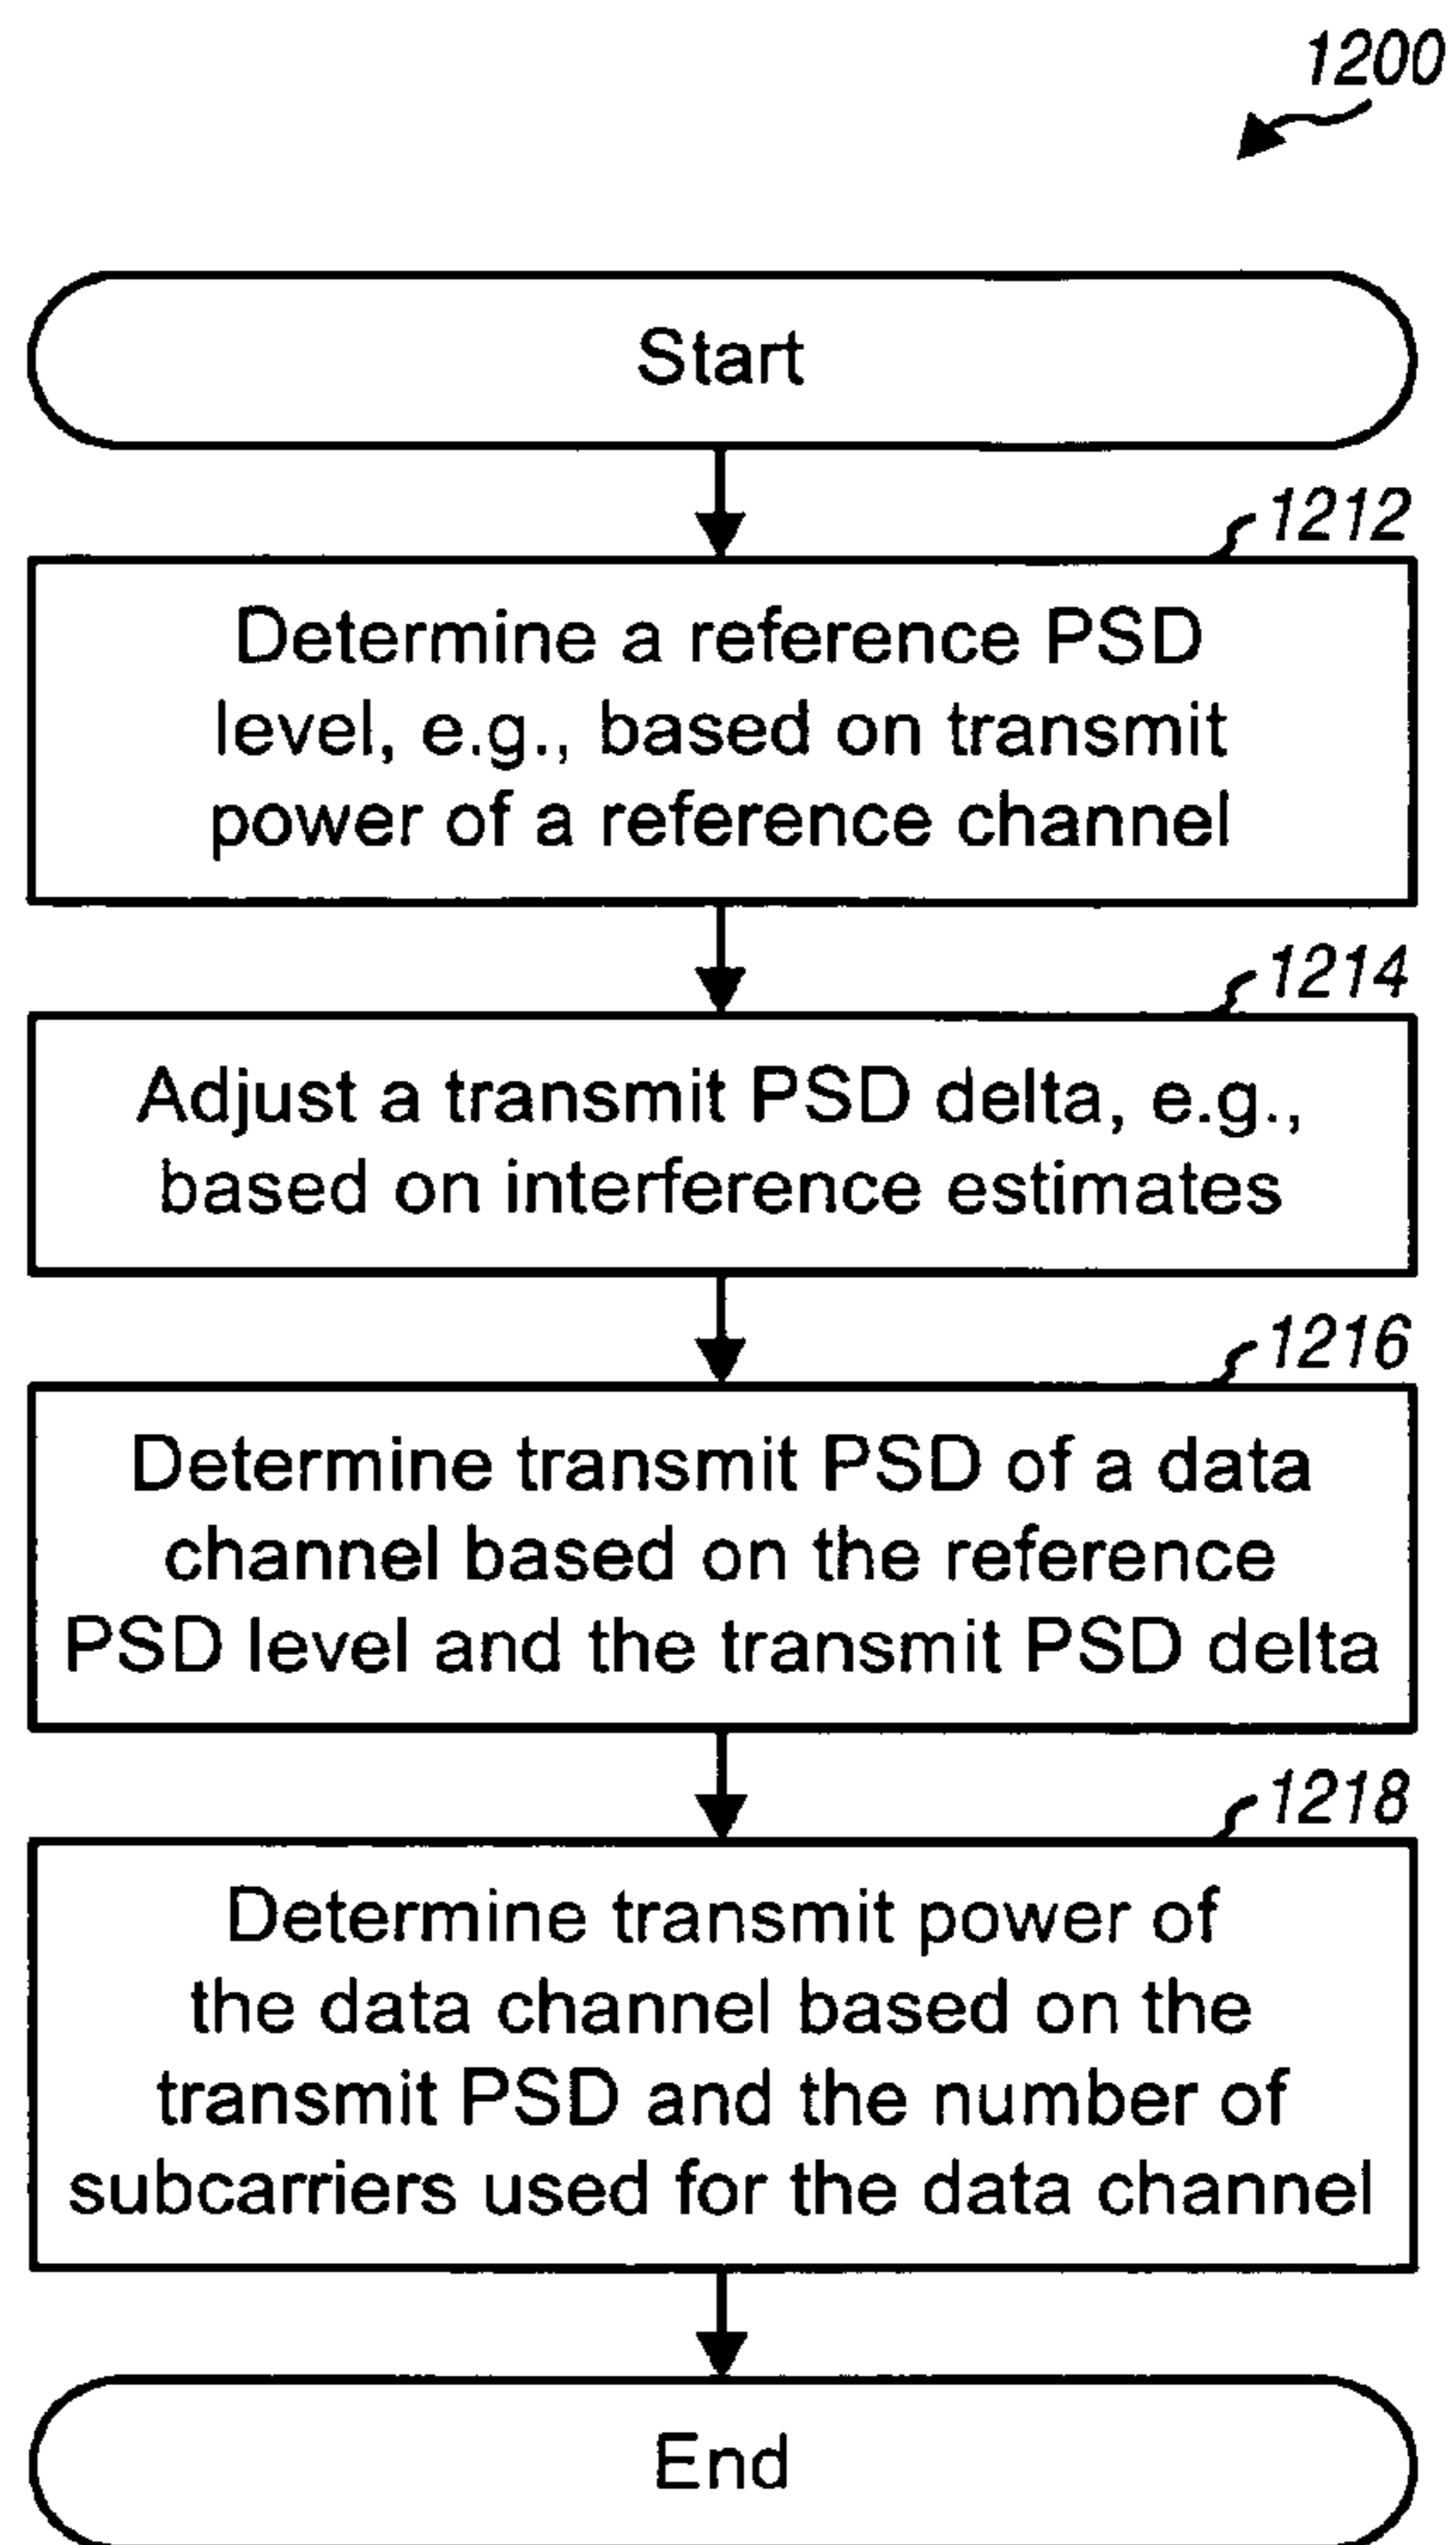 1200
Start
1212
Determine a reference PSD
level, e.g., based on transmit
power of a reference channel
1214
Adjust a transmit PSD delta, e.g.,
based on interference estimates
1216
Determine transmit PSD of a data
channel based on the reference
PSD level and the transmit PSD delta
1218
Determine transmit power of
the data channel based on the
transmit PSD and the number of
subcarriers used for the data channel
End